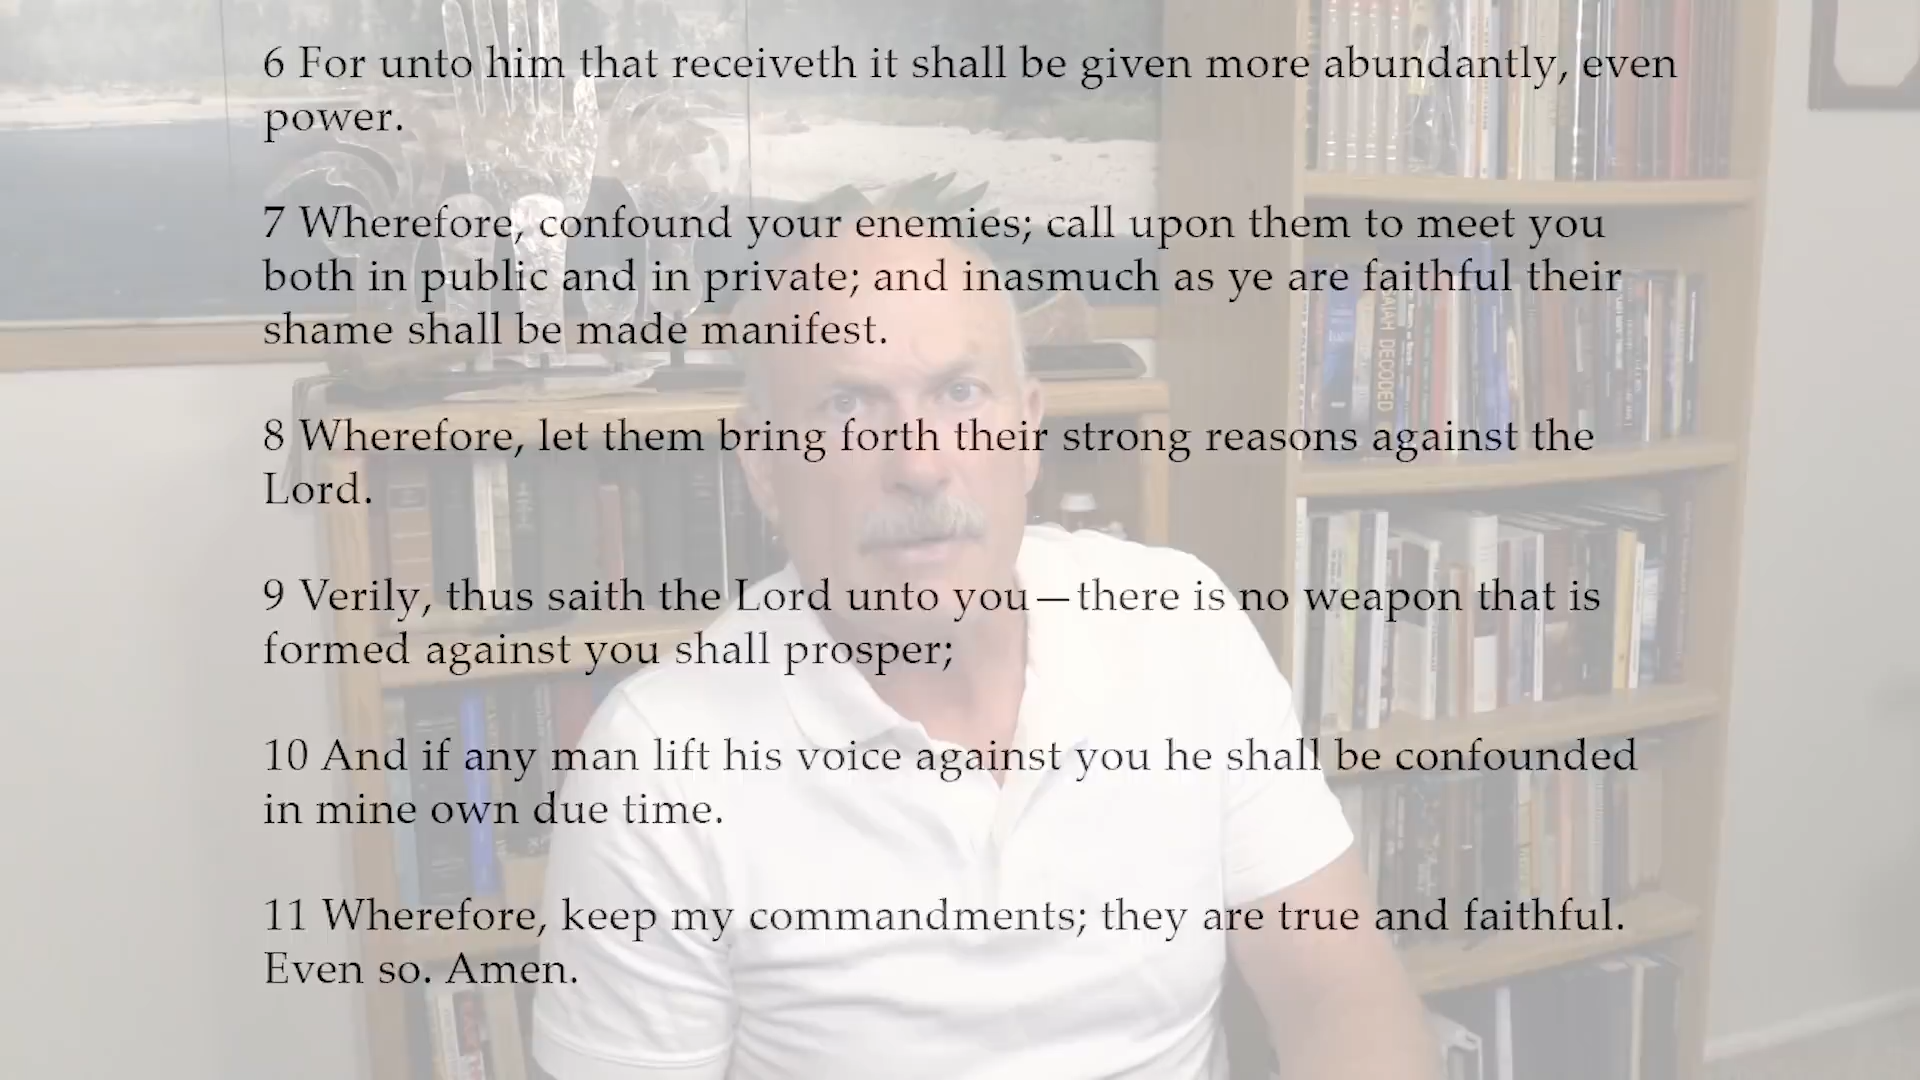 6 For unto him that receiveth it shall be given more abundantly, even
power.
7 Wherefore, confound your enemies; call upon them to meet you
both in public and in private; and inasmuch as ye are faithful their
shame shall be made manifest.
8 Wherefore, let them bring forth their strong reasons against the
Lord.
9 Verily, thus saith the Lord unto you—there is no weapon that is
formed against you shall prosper;
10 And if any man lift his voice against you he shall be confounded
in mine own due time.
11 Wherefore, keep my commandments; they are true and faithful.
Even so. Amen.
ISAIAH DECODED